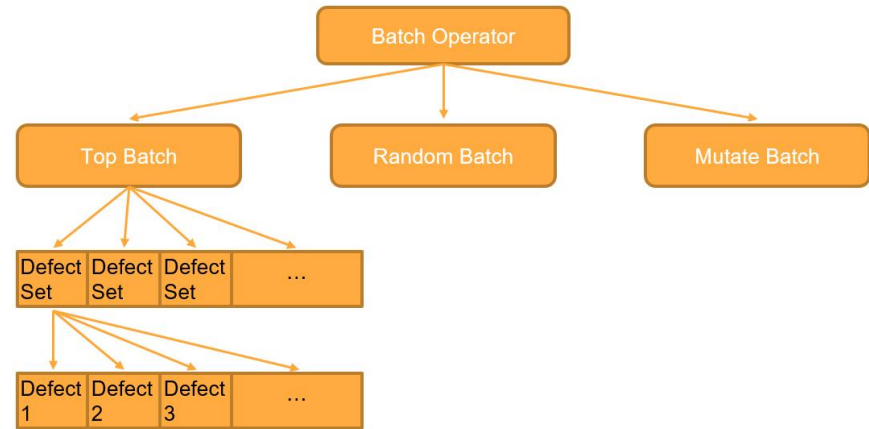 Batch Operator
Top Batch
Random Batch
Mutate Batch
Defect Set
Defect Set
Defect Set
...
Defect 1
Defect 2
Defect 3
...